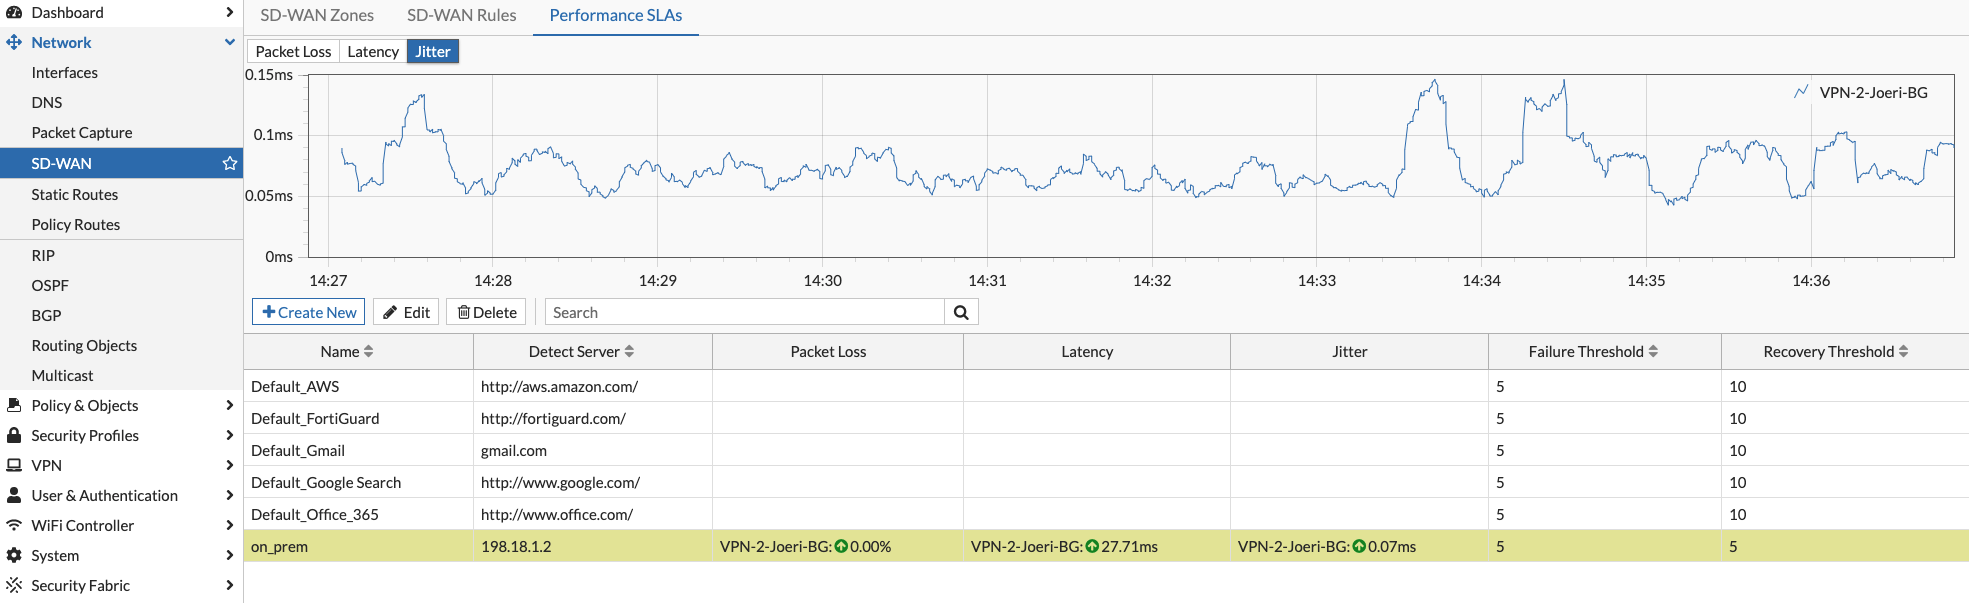 Dashboard
Network
Interfaces
DNS
Packet Capture
SD-WAN
Static Routes
Policy Routes
RIP
OSPF
BGP
Routing Objects
Multicast
Policy & Objects
Security Profiles
VPN
User & Authentication
WiFi Controller
System
Security Fabric
SD-WAN Zones SD-WAN Rules Performance SLAs
Packet Loss Latency Jitter
0.15ms
0.1ms
0.05ms
0ms
VPN-2-Joeri-BG
14:27 14:28 14:29 14:30 14:31 14:32 14:33 14:34 14:35 14:36
Create New Edit Delete Search
Name Detect Server Packet Loss Latency Jitter Failure Threshold Recovery Threshold
Default_AWS http://aws.amazon.com/ 5 10
Default_FortiGuard http://fortiguard.com/ 5 10
Default_Gmail gmail.com 5 10
Default_Google Search http://www.google.com/ 5 10
Default_Office_365 http://www.office.com/ 5 10
on_prem 198.18.1.2 VPN-2-Joeri-BG: 0.00% VPN-2-Joeri-BG: 27.71ms VPN-2-Joeri-BG: 0.07ms 5 5